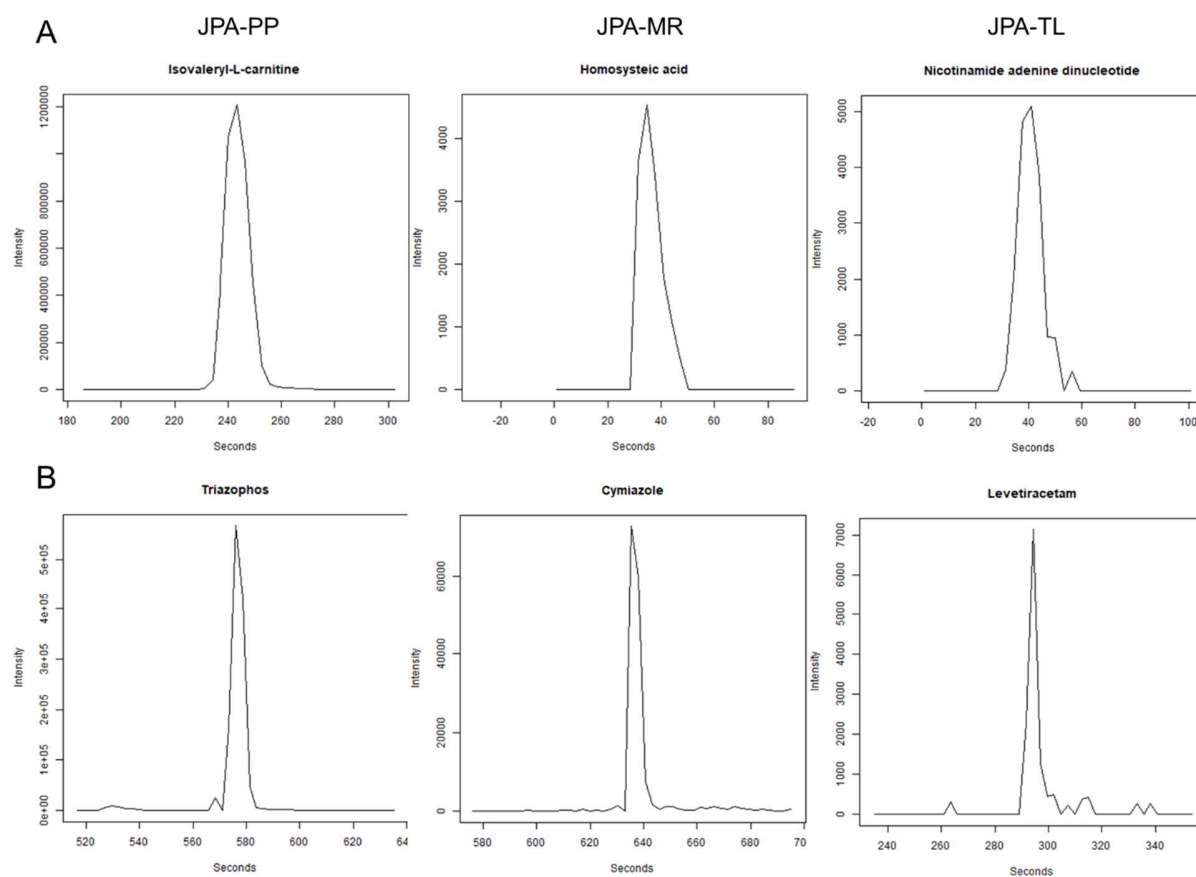 A
JPA-PP
JPA-MR
JPA-TL
Isovaleryl-L-carnitine
Intensity
0
200000
400000
600000
800000
1000000
1200000
180 200 220 240 260 280 300
Seconds
Homosysteic acid
Intensity
0
1000
2000
3000
4000
-20 0 20 40 60 80
Seconds
Nicotinamide adenine dinucleotide
Intensity
0
1000
2000
3000
4000
5000
-20 0 20 40 60 80 100
Seconds
B
Triazophos
Intensity
0e+00
1e+05
2e+05
3e+05
4e+05
5e+05
520 540 560 580 600 620 64
Seconds
Cymiazole
Intensity
0
20000
40000
60000
580 600 620 640 660 680 70
Seconds
Levetiracetam
Intensity
0
1000
2000
3000
4000
5000
6000
7000
240 260 280 300 320 340
Seconds